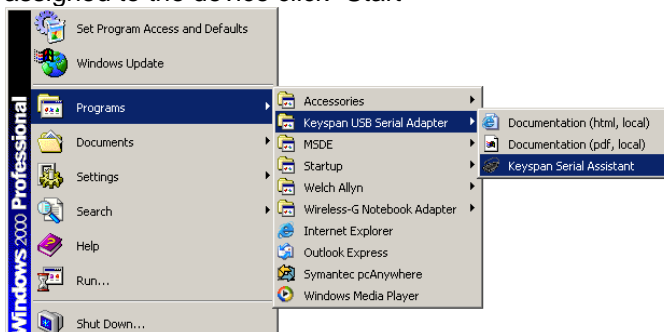 assigned to the device click "Start"
Set Program Access and Defaults
Windows Update
Programs
Documents
Settings
Search
Help
Run...
Shut Down...
Windows 2000 Professional
Accessories
Keyspan USB Serial Adapter
MSDE
Startup
Welch Allyn
Wireless-G Notebook Adapter
Internet Explorer
Outlook Express
Symantec pcAnywhere
Windows Media Player
Documentation (html, local)
Documentation (pdf, local)
Keyspan Serial Assistant